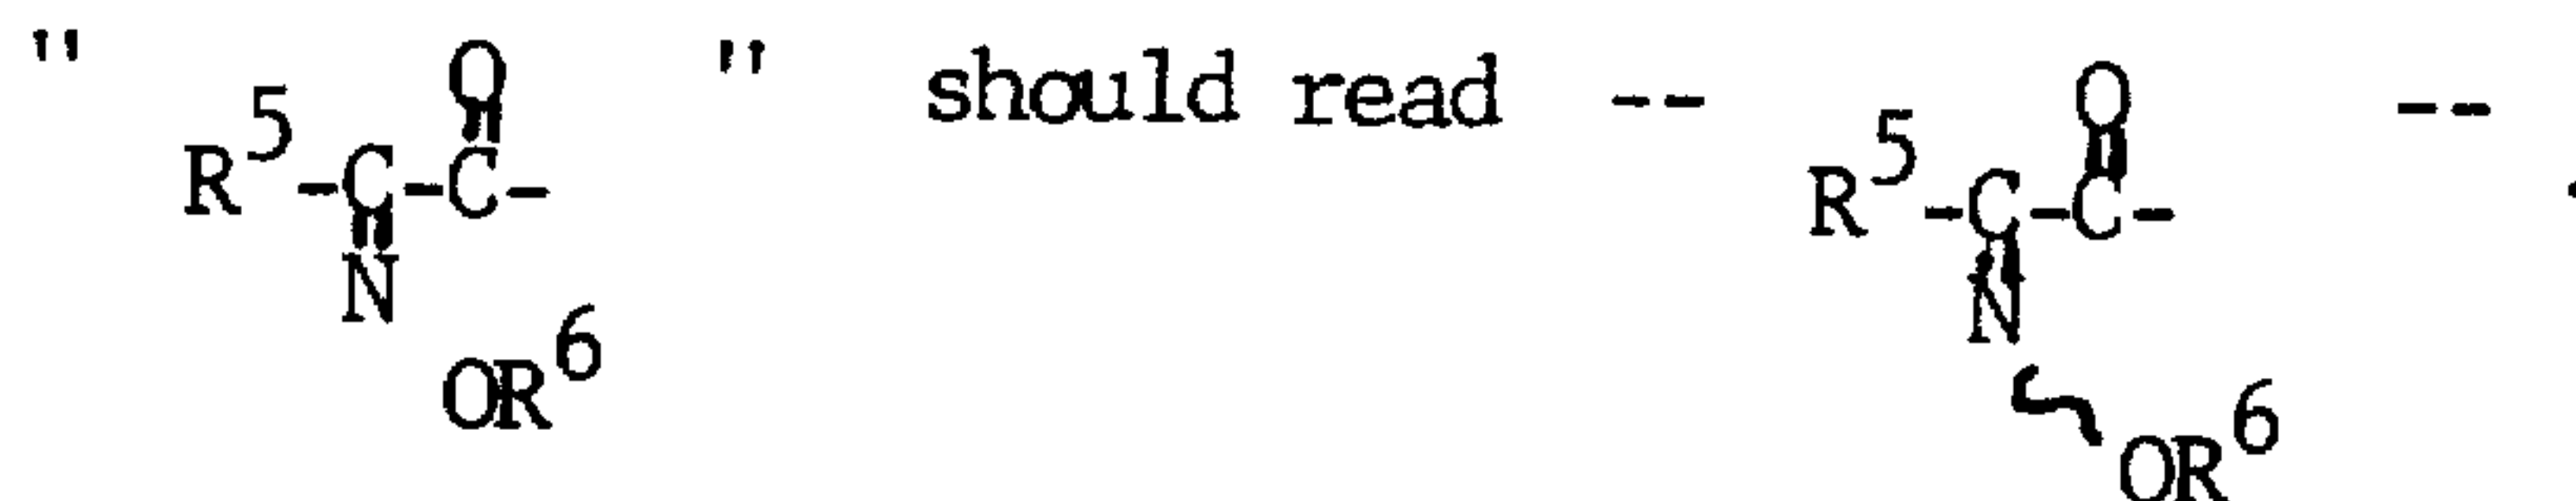 " O " should read -- O --
R⁵-C-C- R⁵-C-C- .
N N
OR⁶ OR⁶